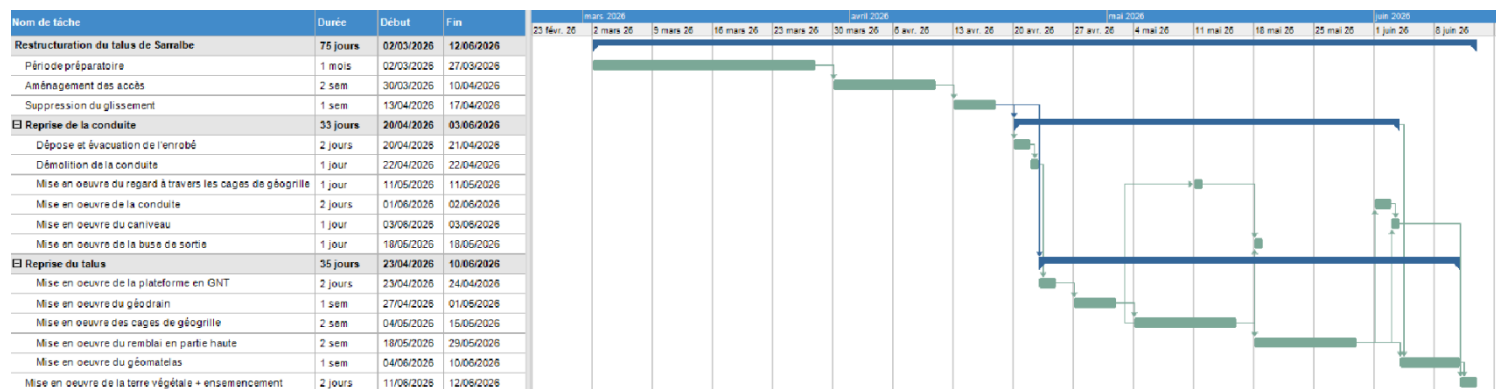 Nom de tâche Durée Début Fin mars 2026 avril 2026 mai 2026 juin 2026
23 févr. 26 2 mars 26 9 mars 26 16 mars 26 23 mars 26 30 mars 26 6 avr. 26 13 avr. 26 20 avr. 26 27 avr. 26 4 mai 26 11 mai 26 18 mai 26 25 mai 26 1 juin 26 8 juin 26
Restructuration du talus de Sarralbe 75 jours 02/03/2026 12/06/2026
Période préparatoire 1 mois 02/03/2026 27/03/2026
Aménagement des accès 2 sem 30/03/2026 10/04/2026
Suppression du glissement 1 sem 13/04/2026 17/04/2026
Reprise de la conduite 33 jours 20/04/2026 03/06/2026
Dépose et évacuation de l'enrobé 2 jours 20/04/2026 21/04/2026
Démolition de la conduite 1 jour 22/04/2026 22/04/2026
Mise en oeuvre du regard à travers les cages de géogrille 1 jour 11/05/2026 11/05/2026
Mise en oeuvre de la conduite 2 jours 01/06/2026 02/06/2026
Mise en oeuvre du caniveau 1 jour 03/06/2026 03/06/2026
Mise en oeuvre de la buse de sortie 1 jour 18/05/2026 18/05/2026
Reprise du talus 35 jours 23/04/2026 10/06/2026
Mise en oeuvre de la plateforme en GNT 2 jours 23/04/2026 24/04/2026
Mise en oeuvre du géodrain 1 sem 27/04/2026 01/05/2026
Mise en oeuvre des cages de géogrille 2 sem 04/05/2026 15/05/2026
Mise en oeuvre du remblai en partie haute 2 sem 18/05/2026 29/05/2026
Mise en oeuvre du géomatelas 1 sem 04/06/2026 10/06/2026
Mise en oeuvre de la terre végétale + ensemencement 2 jours 11/06/2026 12/06/2026